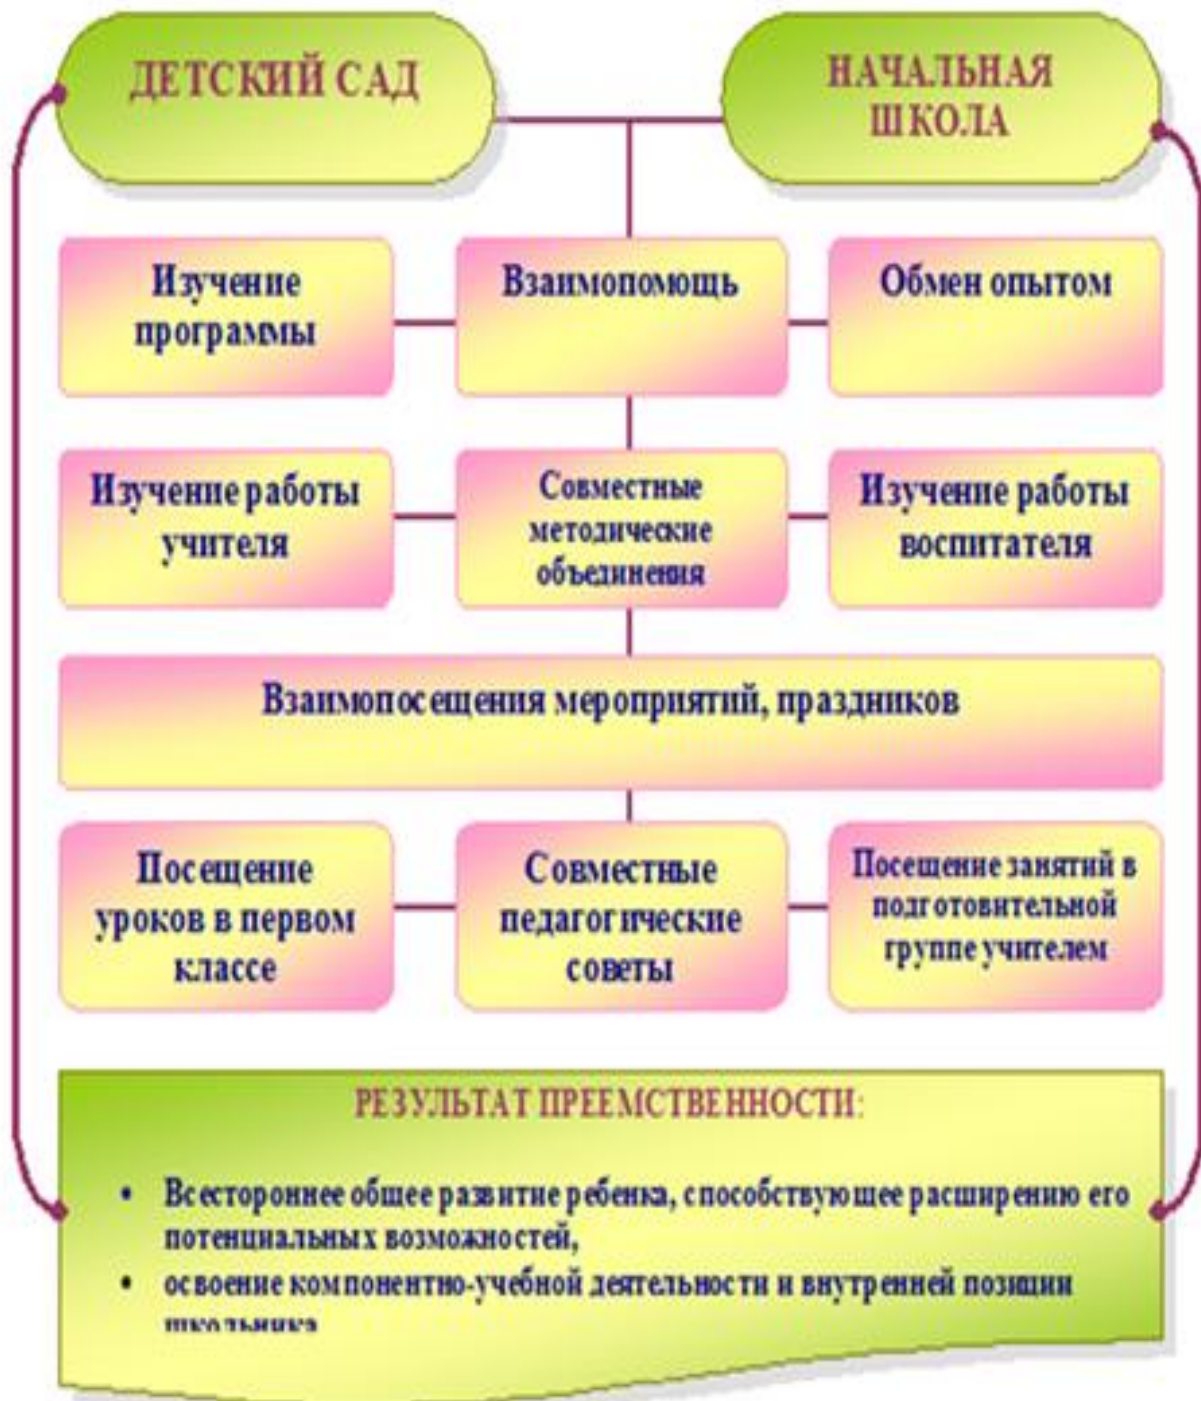 ДЕТСКИЙ САД
НАЧАЛЬНАЯ
ШКОЛА
Изучение
программы
Взаимопомощь
Обмен опытом
Изучение работы
учителя
Совместные
методические
объединения
Изучение работы
воспитателя
Взаимопосещения мероприятий, праздников
Посещение
уроков в первом
классе
Совместные
педагогические
советы
Посещение занятий в
подготовительной
группе учителем
РЕЗУЛЬТАТ ПРЕЕМСТВЕННОСТИ:
• Всестороннее общее развитие ребенка, способствующее расширению его
потенциальных возможностей,
• освоение компонентно-учебной деятельности и внутренней позиции
школьника